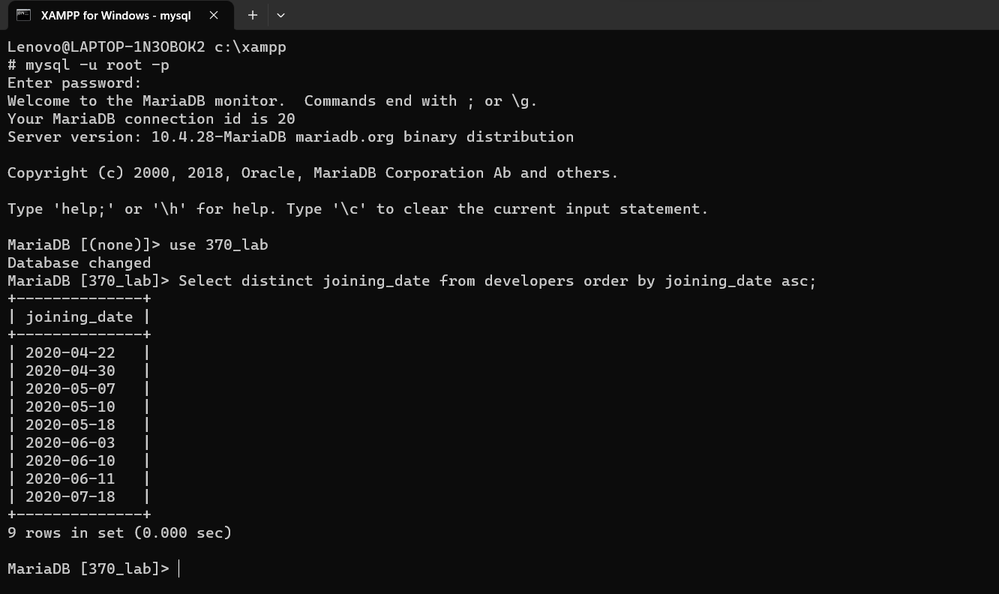 XAMPP for Windows - mysql
Lenovo@LAPTOP-1N3OBOK2 c:\xampp
# mysql -u root -p
Enter password:
Welcome to the MariaDB monitor.  Commands end with ; or \g.
Your MariaDB connection id is 20
Server version: 10.4.28-MariaDB mariadb.org binary distribution
Copyright (c) 2000, 2018, Oracle, MariaDB Corporation Ab and others.
Type 'help;' or '\h' for help. Type '\c' to clear the current input statement.
MariaDB [(none)]> use 370_lab
Database changed
MariaDB [370_lab]> Select distinct joining_date from developers order by joining_date asc;
+--------------+
| joining_date |
+--------------+
| 2020-04-22   |
| 2020-04-30   |
| 2020-05-07   |
| 2020-05-10   |
| 2020-05-18   |
| 2020-06-03   |
| 2020-06-10   |
| 2020-06-11   |
| 2020-07-18   |
+--------------+
9 rows in set (0.000 sec)
MariaDB [370_lab]>